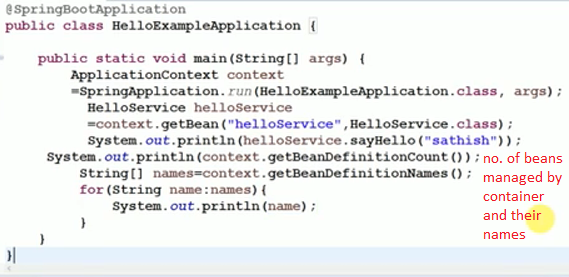 @SpringBootApplication
public class HelloExampleApplication {
public static void main(String[] args) {
ApplicationContext context
=SpringApplication.run(HelloExampleApplication.class, args);
HelloService helloService
=context.getBean("helloService",HelloService.class);
System.out.println(helloService.sayHello("sathish"));
System.out.println(context.getBeanDefinitionCount());
String[] names=context.getBeanDefinitionNames();
for(String name:names){
System.out.println(name);
}
}
}
no. of beans
managed by
container
and their
names